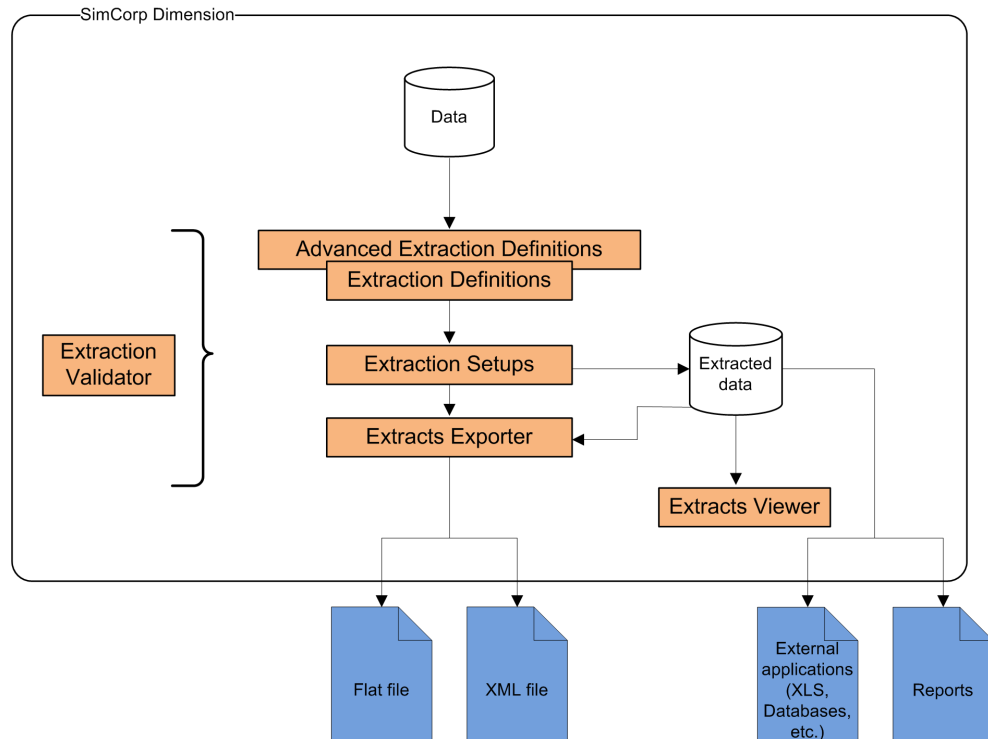 SimCorp Dimension
Data
Advanced Extraction Definitions
Extraction Definitions
Extraction
Validator
Extraction Setups
Extracted
data
Extracts Exporter
Extracts Viewer
Flat file
XML file
External
applications
(XLS,
Databases,
etc.)
Reports